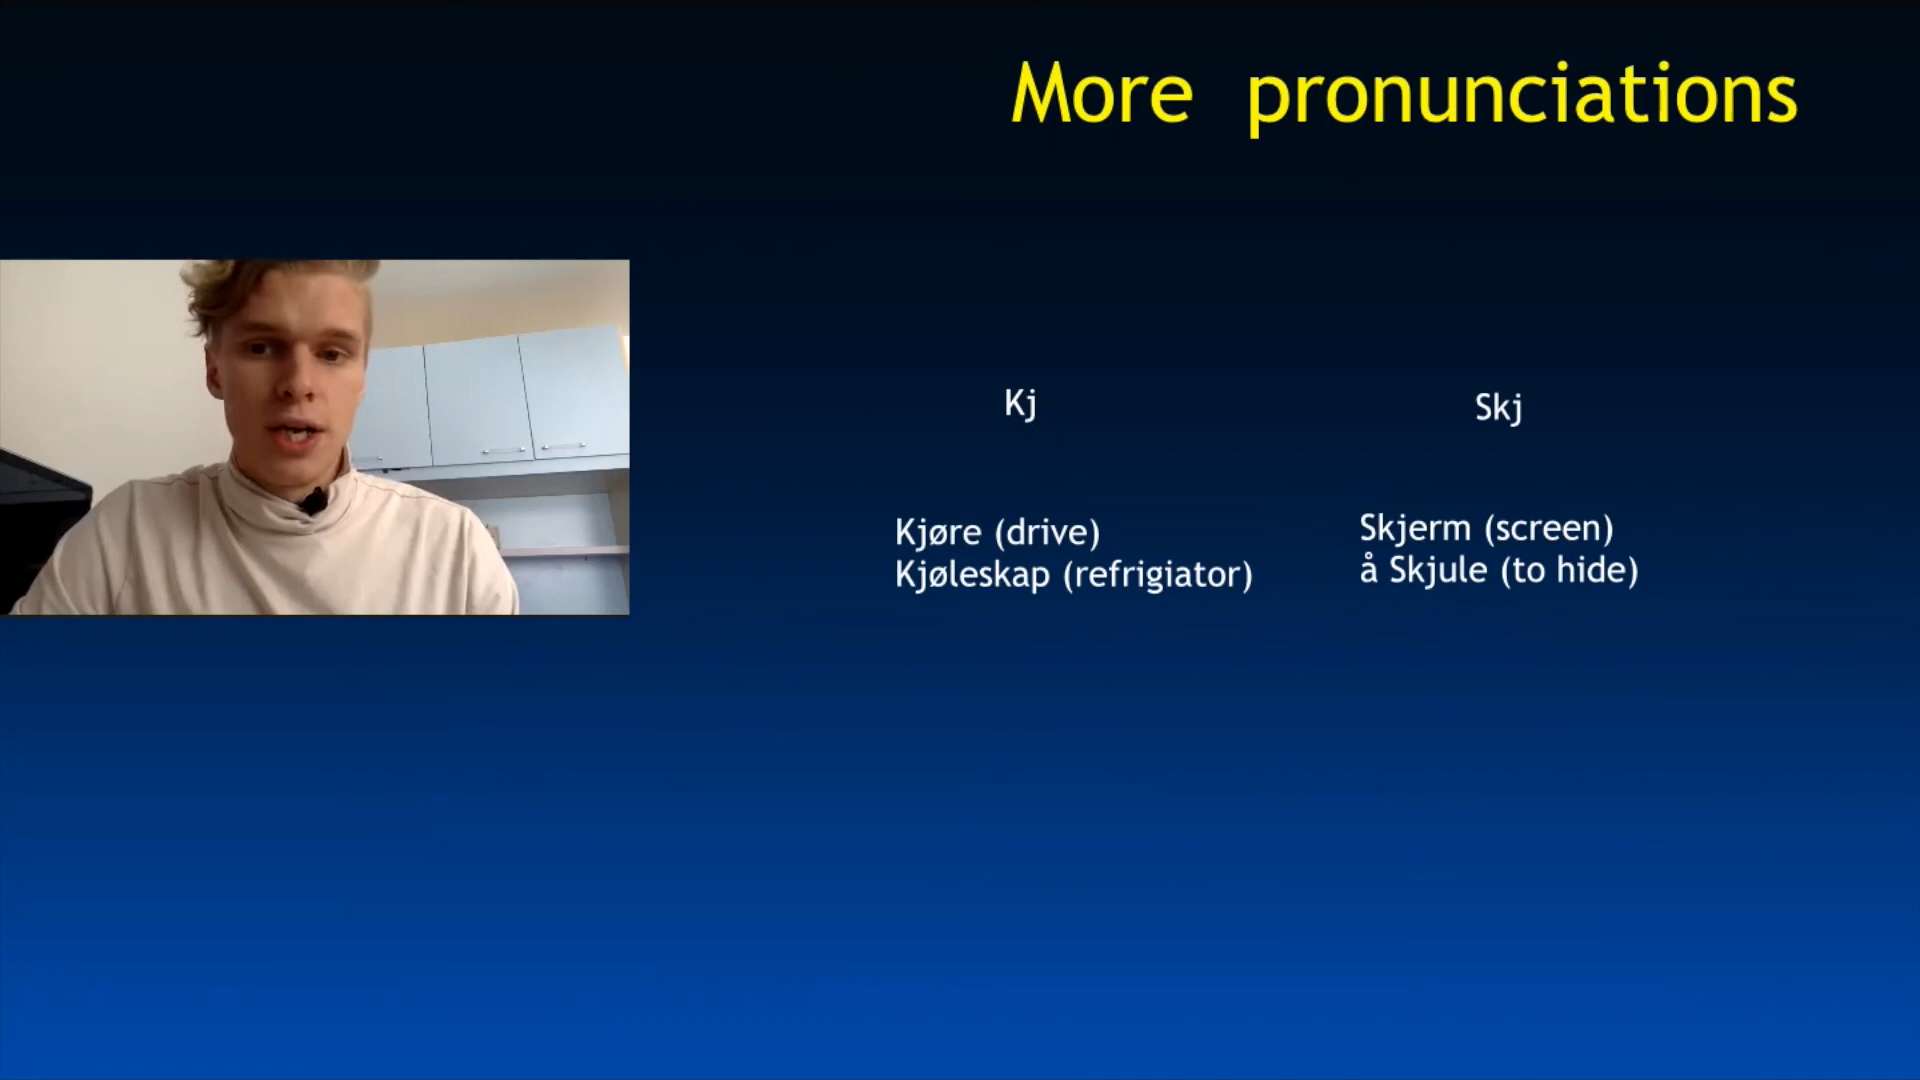 More pronunciations
Kj
Skj
Kjøre (drive)
Kjøleskap (refrigiator)
Skjerm (screen)
å Skjule (to hide)